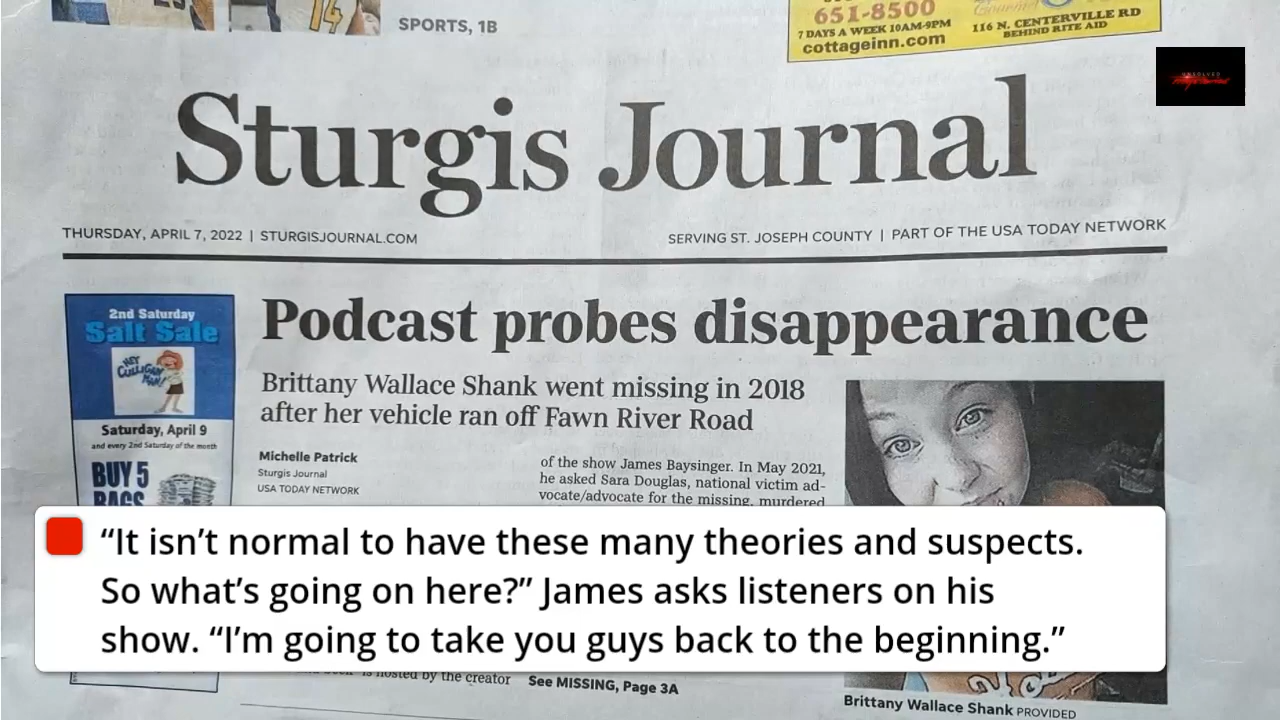 SPORTS, 1B
651-8500
7 DAYS A WEEK 10AM-9PM
cottageinn.com
116 N. CENTERVILLE RD
BEHIND RITE AID
UNSOLVED
Sturgis Journal
THURSDAY, APRIL 7, 2022 | STURGISJOURNAL.COM
SERVING ST. JOSEPH COUNTY | PART OF THE USA TODAY NETWORK
2nd Saturday
Salt Sale
HEY
CULLIGAN
MAN!
Saturday, April 9
and every 2nd Saturday of the month
BUY 5
BAGS
Podcast probes disappearance
Brittany Wallace Shank went missing in 2018
after her vehicle ran off Fawn River Road
Michelle Patrick
Sturgis Journal
USA TODAY NETWORK
of the show James Baysinger. In May 2021,
he asked Sara Douglas, national victim ad-
vocate/advocate for the missing, murdered
“It isn’t normal to have these many theories and suspects.
So what’s going on here?” James asks listeners on his
show. “I’m going to take you guys back to the beginning.”
is hosted by the creator
See MISSING, Page 3A
Brittany Wallace Shank PROVIDED